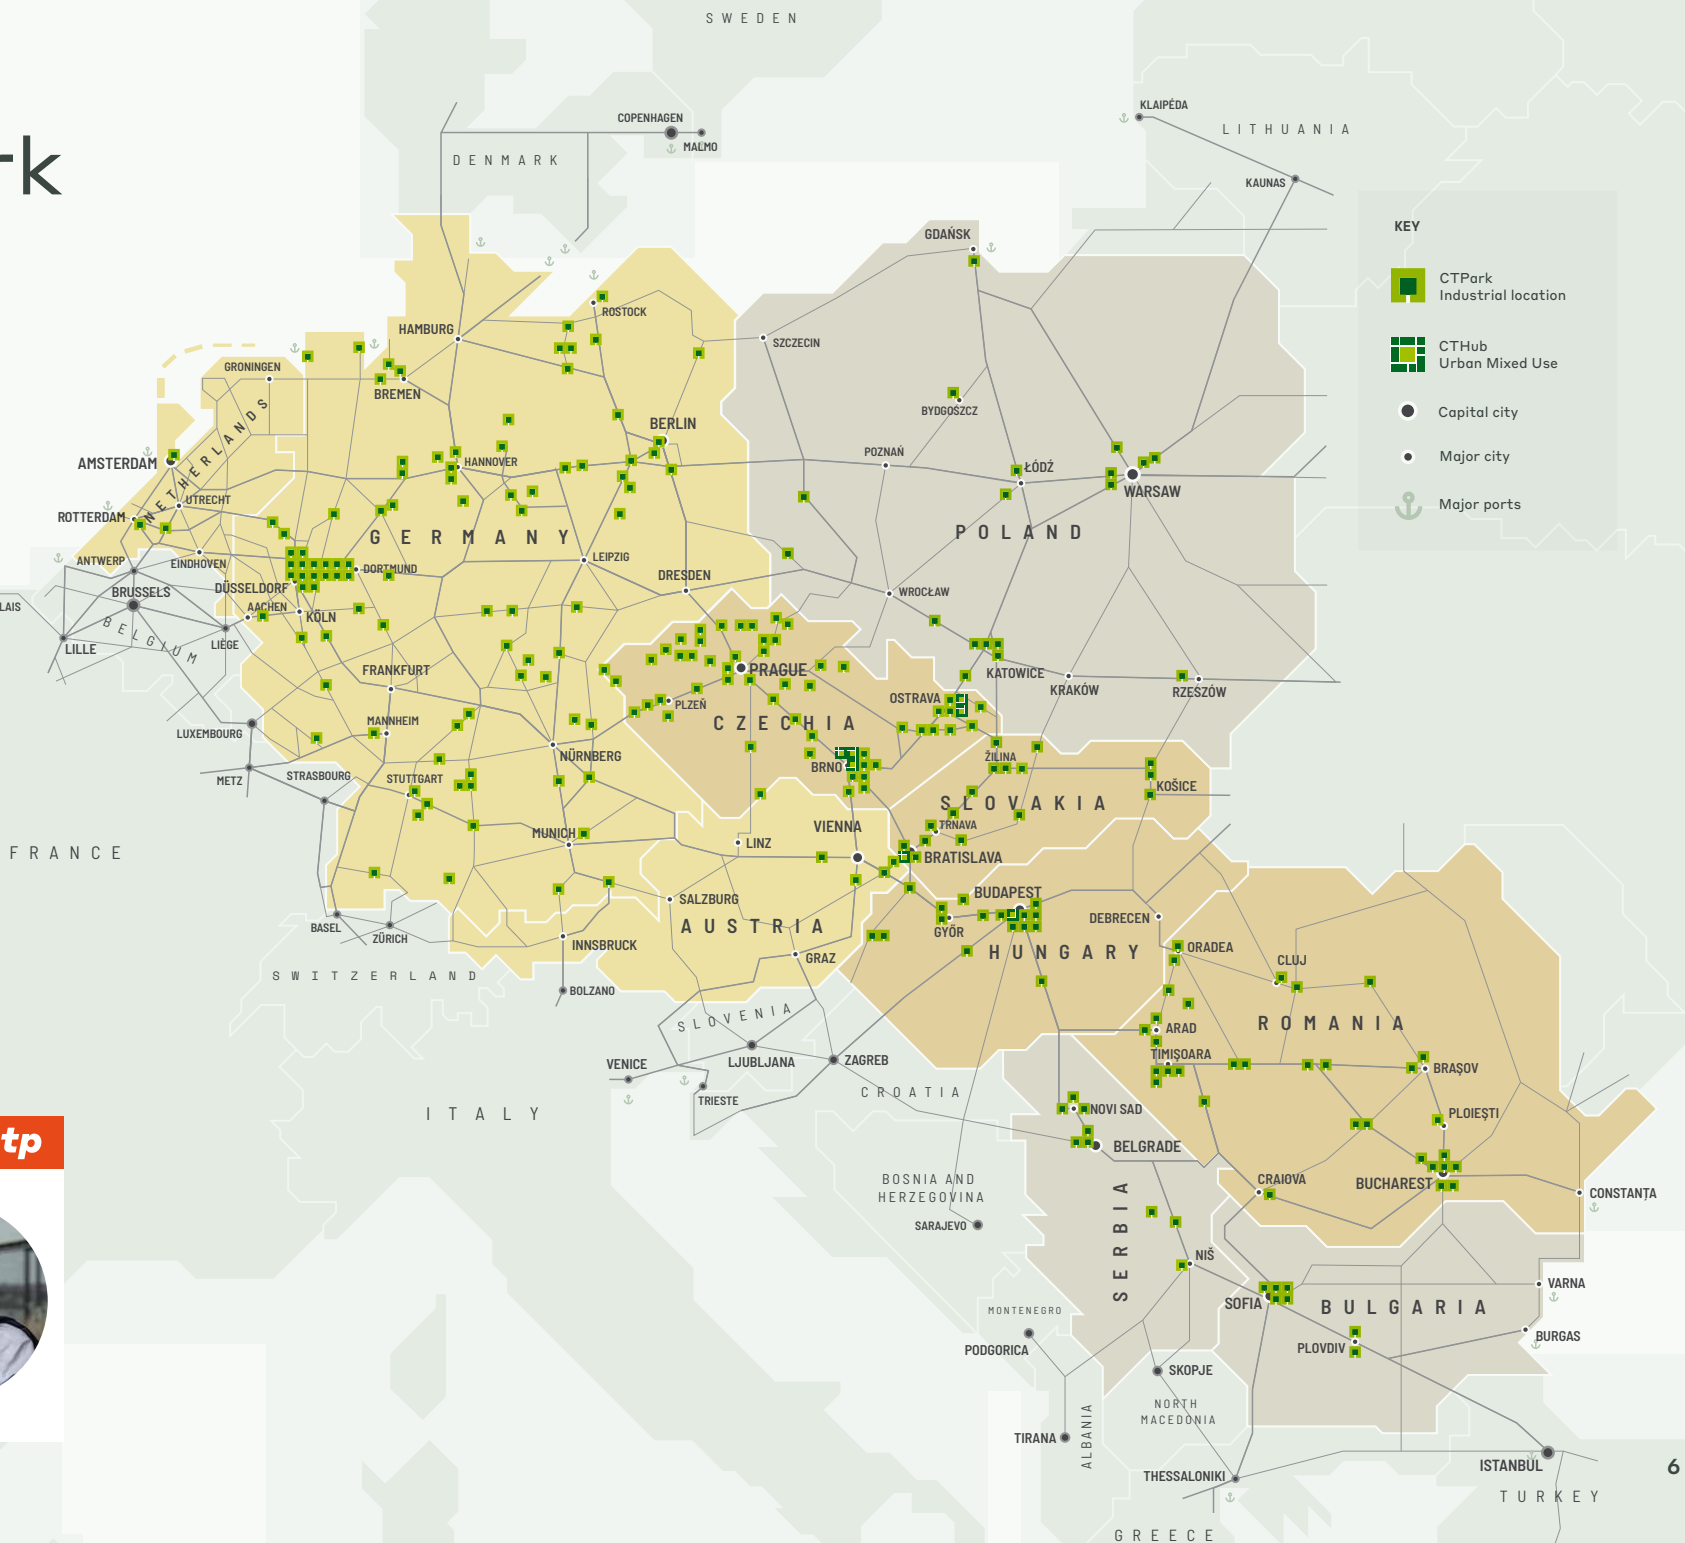 SWEDEN
rk
COPENHAGEN
MALMO
DENMARK
KLAIPĖDA
LITHUANIA
KAUNAS
KEY
CTPark
Industrial location
CTHub
Urban Mixed Use
Capital city
Major city
Major ports
GDAŃSK
ROSTOCK
HAMBURG
SZCZECIN
GRONINGEN
BREMEN
BYDGOSZCZ
NETHERLANDS
BERLIN
AMSTERDAM
HANNOVER
POZNAŃ
ŁÓDŹ
WARSAW
UTRECHT
ROTTERDAM
GERMANY
POLAND
ANTWERP
EINDHOVEN
DORTMUND
LEIPZIG
DRESDEN
BRUSSELS
DÜSSELDORF
WROCŁAW
LAIS
AACHEN
KÖLN
BELGIUM
LILLE
LIÈGE
FRANKFURT
PRAGUE
KATOWICE
KRAKÓW
RZESZÓW
OSTRAVA
PLZEŇ
CZECHIA
MANNHEIM
LUXEMBOURG
NÜRNBERG
ŽILINA
BRNO
METZ
STRASBOURG
STUTTGART
KOŠICE
SLOVAKIA
VIENNA
TRNAVA
MUNICH
LINZ
BRATISLAVA
FRANCE
BUDAPEST
SALZBURG
DEBRECEN
BASEL
ZÜRICH
AUSTRIA
GYŐR
INNSBRUCK
HUNGARY
ORADEA
GRAZ
CLUJ
SWITZERLAND
BOLZANO
SLOVENIA
ROMANIA
ARAD
TIMIȘOARA
VENICE
LJUBLJANA
ZAGREB
BRAȘOV
CROATIA
TRIESTE
NOVI SAD
PLOIEȘTI
ITALY
tp
BELGRADE
BOSNIA AND
HERZEGOVINA
CRAIOVA
BUCHAREST
CONSTANȚA
SARAJEVO
SERBIA
NIŠ
VARNA
MONTENEGRO
SOFIA
BULGARIA
PODGORICA
PLOVDIV
BURGAS
SKOPJE
NORTH
MACEDONIA
TIRANA
ALBANIA
THESSALONIKI
ISTANBUL
6
TURKEY
GREECE